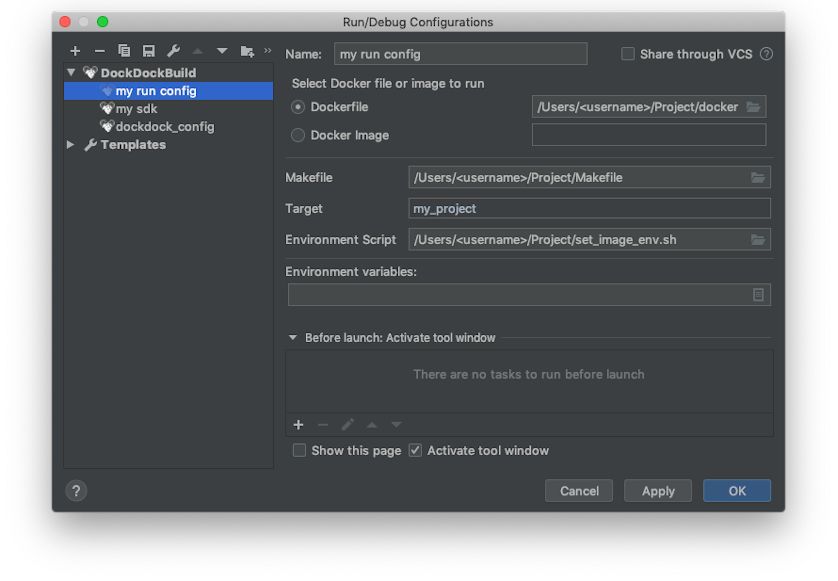 Run/Debug Configurations
Name: my run config Share through VCS ?
DockDockBuild
my run config
my sdk
dockdock_config
Templates
Select Docker file or image to run
Dockerfile /Users/<username>/Project/docker
Docker Image
Makefile /Users/<username>/Project/Makefile
Target my_project
Environment Script /Users/<username>/Project/set_image_env.sh
Environment variables:
Before launch: Activate tool window
There are no tasks to run before launch
Show this page Activate tool window
? Cancel Apply OK